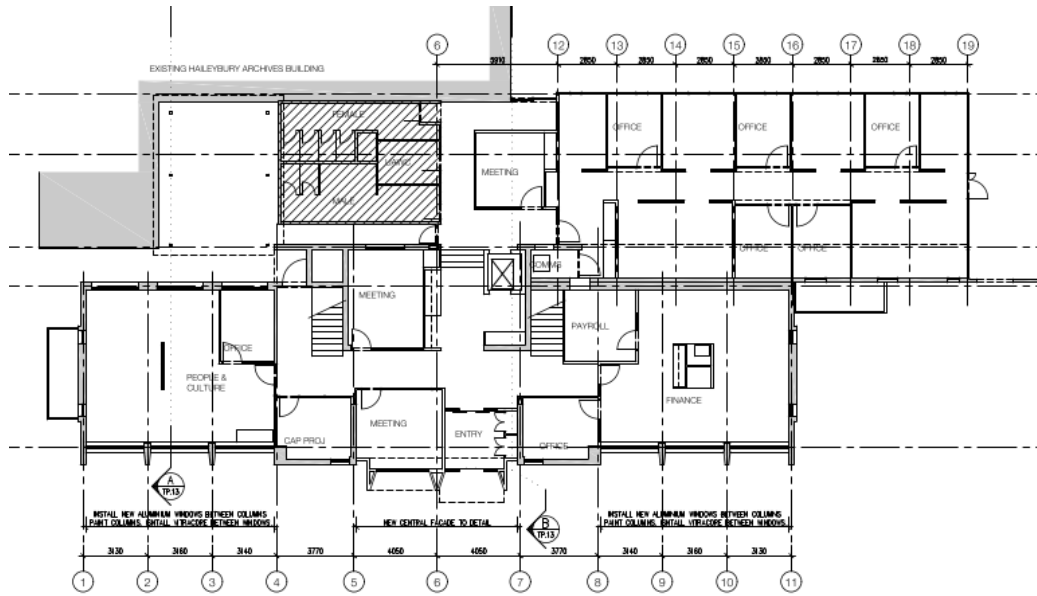 6 12 13 14 15 16 17 18 19
5910 2850 2850 2850 2850 2850 2850 2850
EXISTING HAILEYBURY ARCHIVES BUILDING
FEMALE
OFFICE OFFICE OFFICE
UAWC
MEETING
MALE
OFFICE OFFICE
COMMS
MEETING
PAYROLL
OFFICE
PEOPLE &
CULTURE
FINANCE
MEETING
ENTRY
CAP PROJ
OFFICE
A
TP.13
INSTALL NEW ALUMINIUM WINDOWS BETWEEN COLUMNS
PAINT COLUMNS. ISNTALL VITRACORE BETWEEN WINDOWS.
NEW CENTRAL FACADE TO DETAIL
B
TP.13
INSTALL NEW ALUMINIUM WINDOWS BETWEEN COLUMNS
PAINT COLUMNS. ISNTALL VITRACORE BETWEEN WINDOWS.
3130 3160 3140 3770 4050 4050 3770 3140 3160 3130
1 2 3 4 5 6 7 8 9 10 11